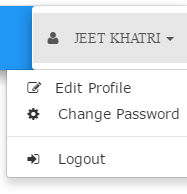 JEET KHATRI
Edit Profile
Change Password
Logout